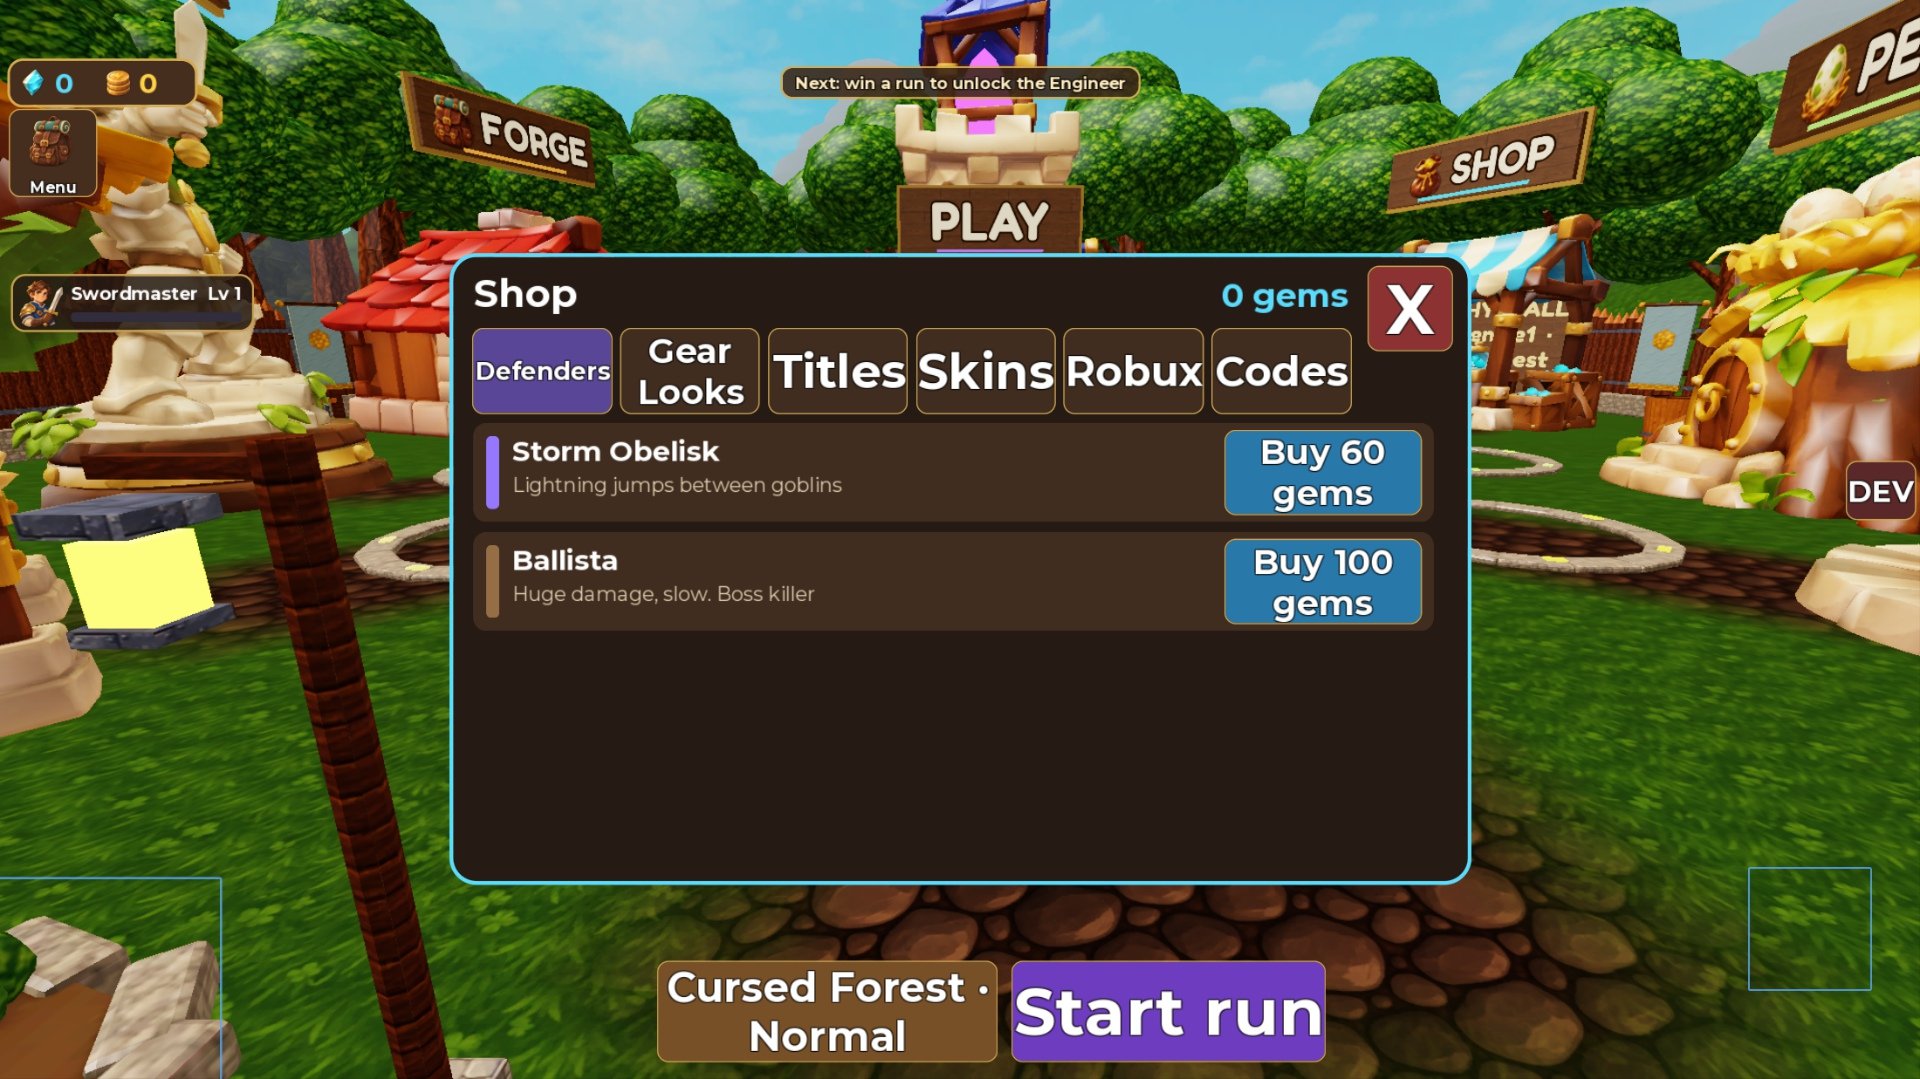 0 0
Menu
Swordmaster Lv 1
FORGE
Next: win a run to unlock the Engineer
PLAY
SHOP
Shop
0 gems
X
Defenders
Gear
Looks
Titles
Skins
Robux
Codes
Storm Obelisk
Lightning jumps between goblins
Buy 60
gems
Ballista
Huge damage, slow. Boss killer
Buy 100
gems
DEV
Cursed Forest ·
Normal
Start run